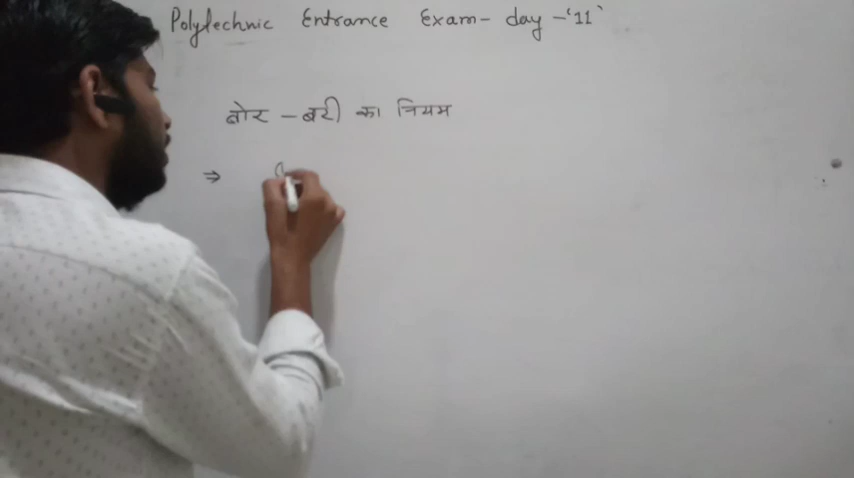 Polytechnic Entrance Exam- day -'11'
बोर - बरी का नियम
⇒